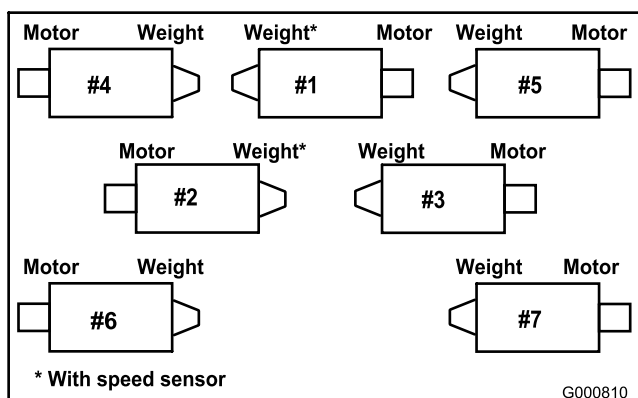 Motor Weight Weight* Motor Weight Motor
#4 #1 #5
Motor Weight* Weight Motor
#2 #3
Motor Weight Weight Motor
#6 #7
* With speed sensor
G000810